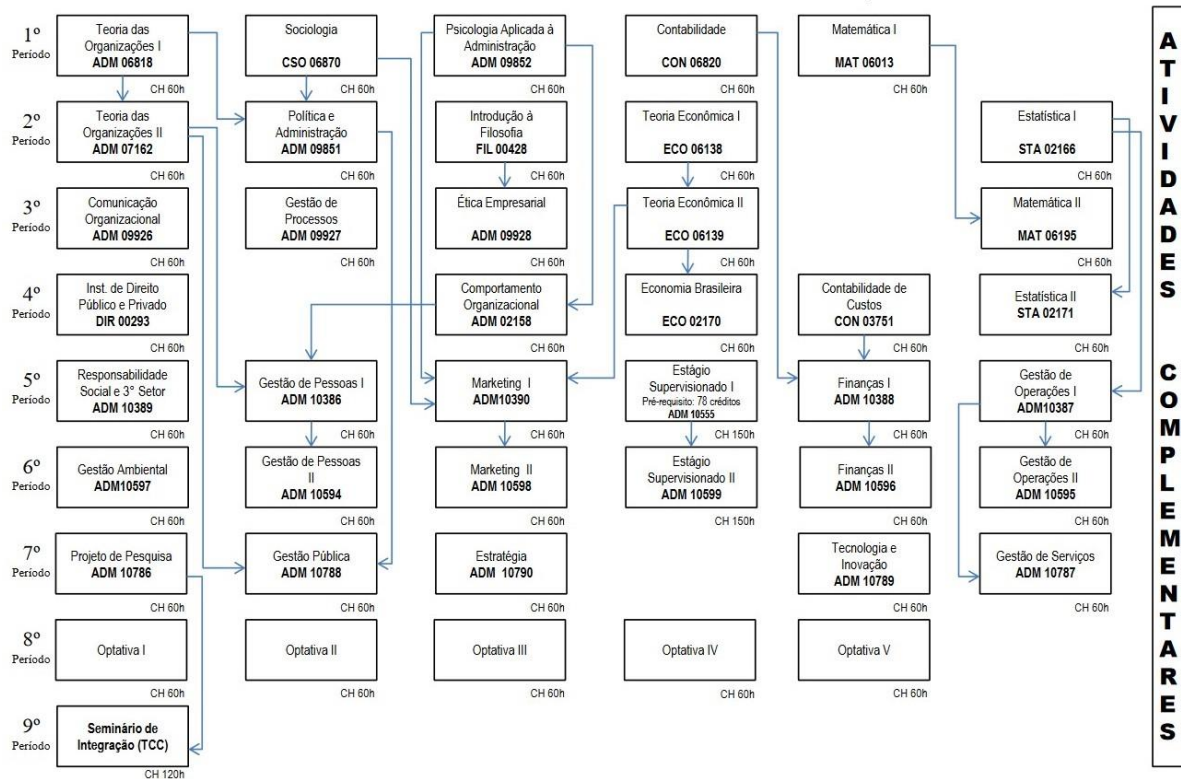 1º
Período
Teoria das
Organizações I
ADM 06818
CH 60h
Sociologia
CSO 06870
CH 60h
Psicologia Aplicada à
Administração
ADM 09852
CH 60h
Contabilidade
CON 06820
CH 60h
Matemática I
MAT 06013
CH 60h
2º
Período
Teoria das
Organizações II
ADM 07162
CH 60h
Política e
Administração
ADM 09851
CH 60h
Introdução à
Filosofia
FIL 00428
CH 60h
Teoria Econômica I
ECO 06138
CH 60h
Estatística I
STA 02166
CH 60h
3º
Período
Comunicação
Organizacional
ADM 09926
CH 60h
Gestão de
Processos
ADM 09927
CH 60h
Ética Empresarial
ADM 09928
CH 60h
Teoria Econômica II
ECO 06139
CH 60h
Matemática II
MAT 06195
CH 60h
4º
Período
Inst. de Direito
Público e Privado
DIR 00293
CH 60h
Comportamento
Organizacional
ADM 02158
CH 60h
Economia Brasileira
ECO 02170
CH 60h
Contabilidade de
Custos
CON 03751
CH 60h
Estatística II
STA 02171
CH 60h
5º
Período
Responsabilidade
Social e 3° Setor
ADM 10389
CH 60h
Gestão de Pessoas I
ADM 10386
CH 60h
Marketing I
ADM10390
CH 60h
Estágio
Supervisionado I
Pré-requisito: 78 créditos
ADM 10555
CH 150h
Finanças I
ADM 10388
CH 60h
Gestão de
Operações I
ADM10387
CH 60h
6º
Período
Gestão Ambiental
ADM10597
CH 60h
Gestão de Pessoas
II
ADM 10594
CH 60h
Marketing II
ADM 10598
CH 60h
Estágio
Supervisionado II
ADM 10599
CH 150h
Finanças II
ADM 10596
CH 60h
Gestão de
Operações II
ADM 10595
CH 60h
7º
Período
Projeto de Pesquisa
ADM 10786
CH 60h
Gestão Pública
ADM 10788
CH 60h
Estratégia
ADM 10790
CH 60h
Tecnologia e
Inovação
ADM 10789
CH 60h
Gestão de Serviços
ADM 10787
CH 60h
8º
Período
Optativa I
CH 60h
Optativa II
CH 60h
Optativa III
CH 60h
Optativa IV
CH 60h
Optativa V
CH 60h
9º
Período
Seminário de
Integração (TCC)
CH 120h
ATIVIDADES COMPLEMENTARES